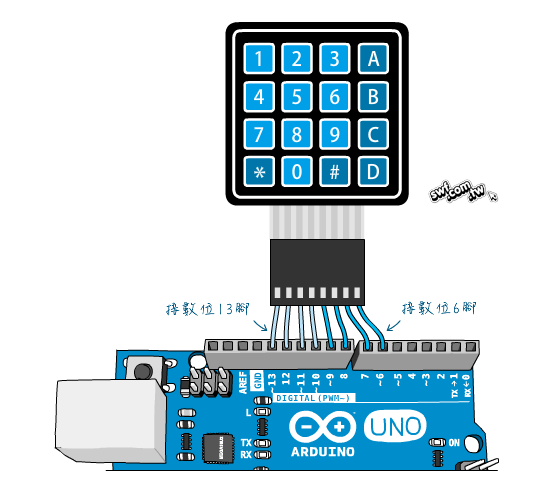 1 2 3 A
4 5 6 B
7 8 9 C
* 0 # D
swf.com.tw
接數位13腳
接數位6腳
AREF
GND
~13
12
~11
~10
~9
8
7
~6
~5
4
~3
2
TX→1
RX←0
DIGITAL(PWM~)
L
TX
RX
ON
UNO
ARDUINO